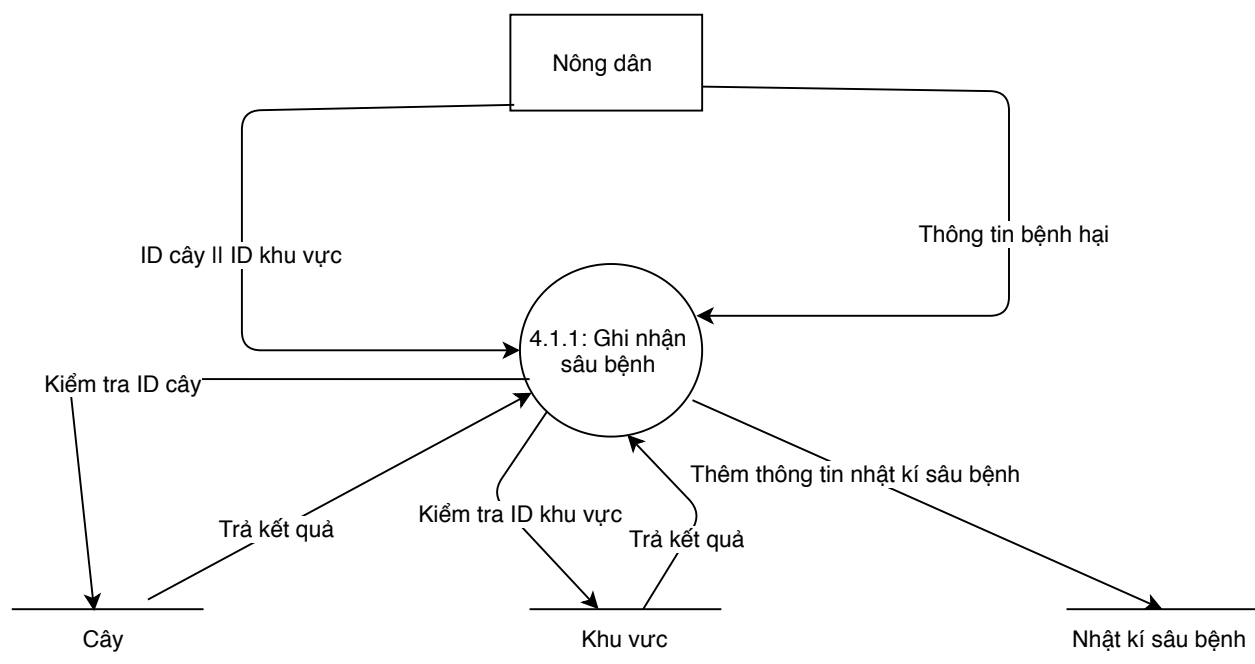 Nông dân
Thông tin bệnh hại
ID cây || ID khu vực
4.1.1: Ghi nhận
sâu bệnh
Kiểm tra ID cây
Thêm thông tin nhật kí sâu bệnh
Kiểm tra ID khu vực
Trả kết quả
Trả kết quả
Cây
Khu vưc
Nhật kí sâu bệnh